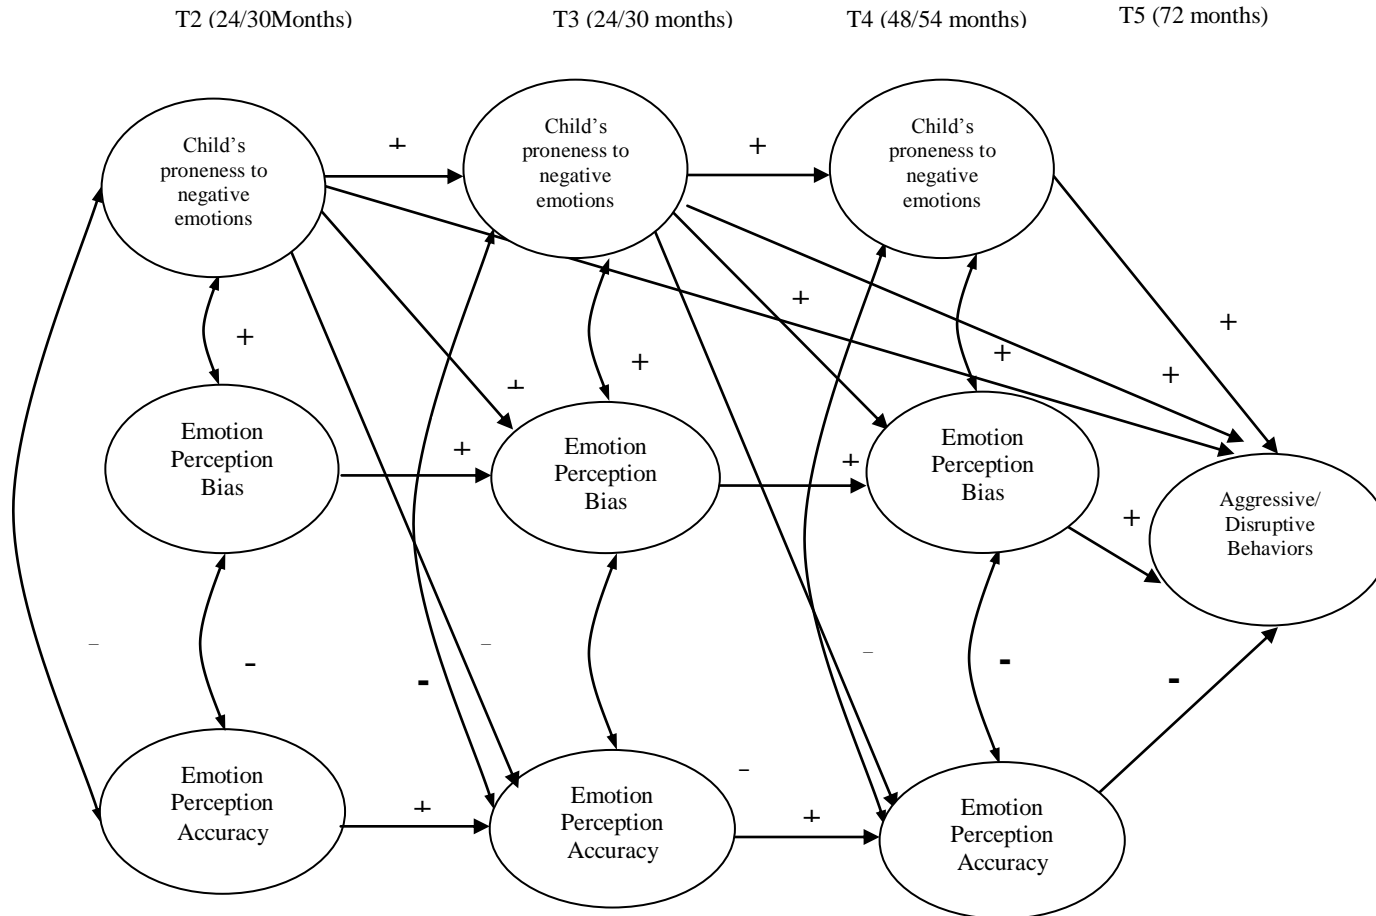 T2 (24/30Months)
T3 (24/30 months)
T4 (48/54 months)
T5 (72 months)
Child's
proneness to
negative
emotions
+
Child's
proneness to
negative
emotions
+
Child's
proneness to
negative
emotions
+
+
+
+
+
+
+
Emotion
Perception
Bias
+
Emotion
Perception
Bias
+
Emotion
Perception
Bias
+
Aggressive/
Disruptive
Behaviors
–
-
-
–
–
-
-
Emotion
Perception
Accuracy
+
Emotion
Perception
Accuracy
–
+
Emotion
Perception
Accuracy